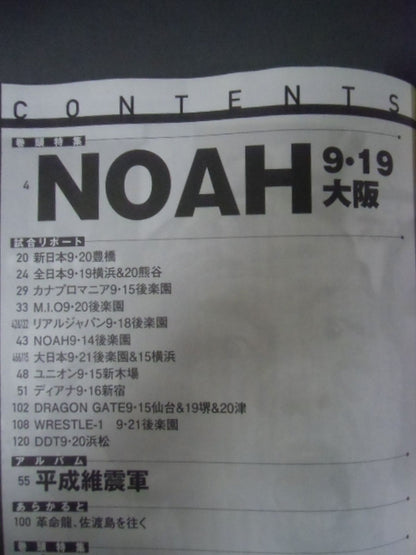 CONTENTS
巻頭特集
4 NOAH 9・19
大阪
試合リポート
20 新日本9・20豊橋
24 全日本9・19横浜&20熊谷
29 カナプロマニア9・15後楽園
33 M.I.O9・20後楽園
リアルジャパン9・18後楽園
43 NOAH9・14後楽園
大日本9・21後楽園&15横浜
48 ユニオン9・15新木場
51 ディアナ9・16新宿
102 DRAGON GATE9・15仙台&19堺&20津
108 WRESTLE-1 9・21後楽園
120 DDT9・20浜松
アルバム
55 平成維震軍
あらかると
100 革命龍、佐渡島を往く